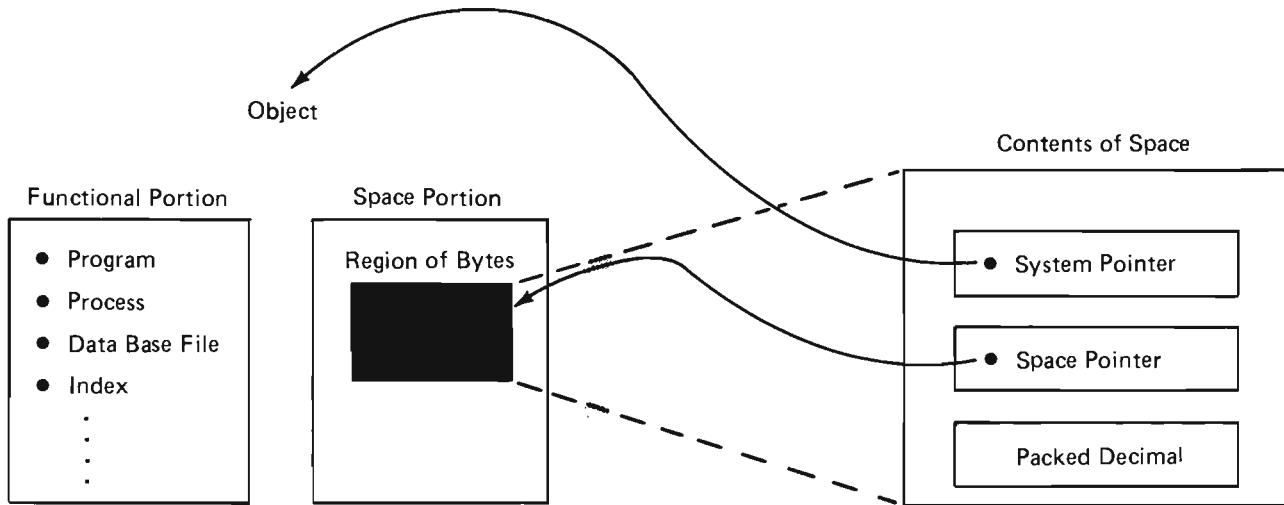 Object
Contents of Space
Functional Portion
Space Portion
• Program
• Process
• Data Base File
• Index
Region of Bytes
• System Pointer
• Space Pointer
Packed Decimal